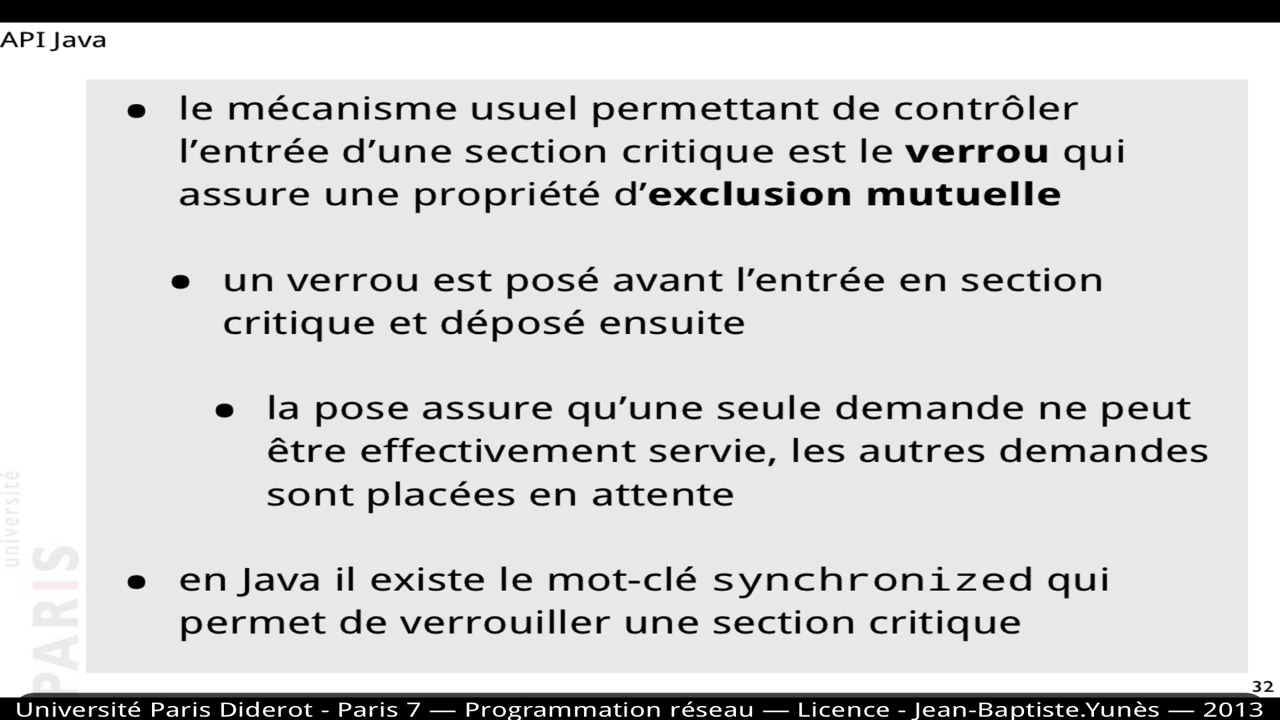 API Java
• le mécanisme usuel permettant de contrôler
l’entrée d’une section critique est le verrou qui
assure une propriété d’exclusion mutuelle
• un verrou est posé avant l’entrée en section
critique et déposé ensuite
• la pose assure qu’une seule demande ne peut
être effectivement servie, les autres demandes
sont placées en attente
• en Java il existe le mot-clé synchronized qui
permet de verrouiller une section critique
université
PARIS
32
Université Paris Diderot - Paris 7 — Programmation réseau — Licence - Jean-Baptiste.Yunès — 2013